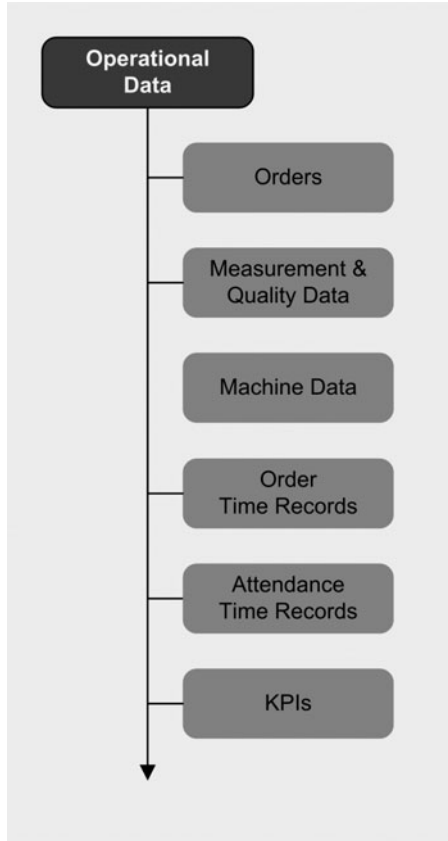 Operational
Data
Orders
Measurement &
Quality Data
Machine Data
Order
Time Records
Attendance
Time Records
KPIs